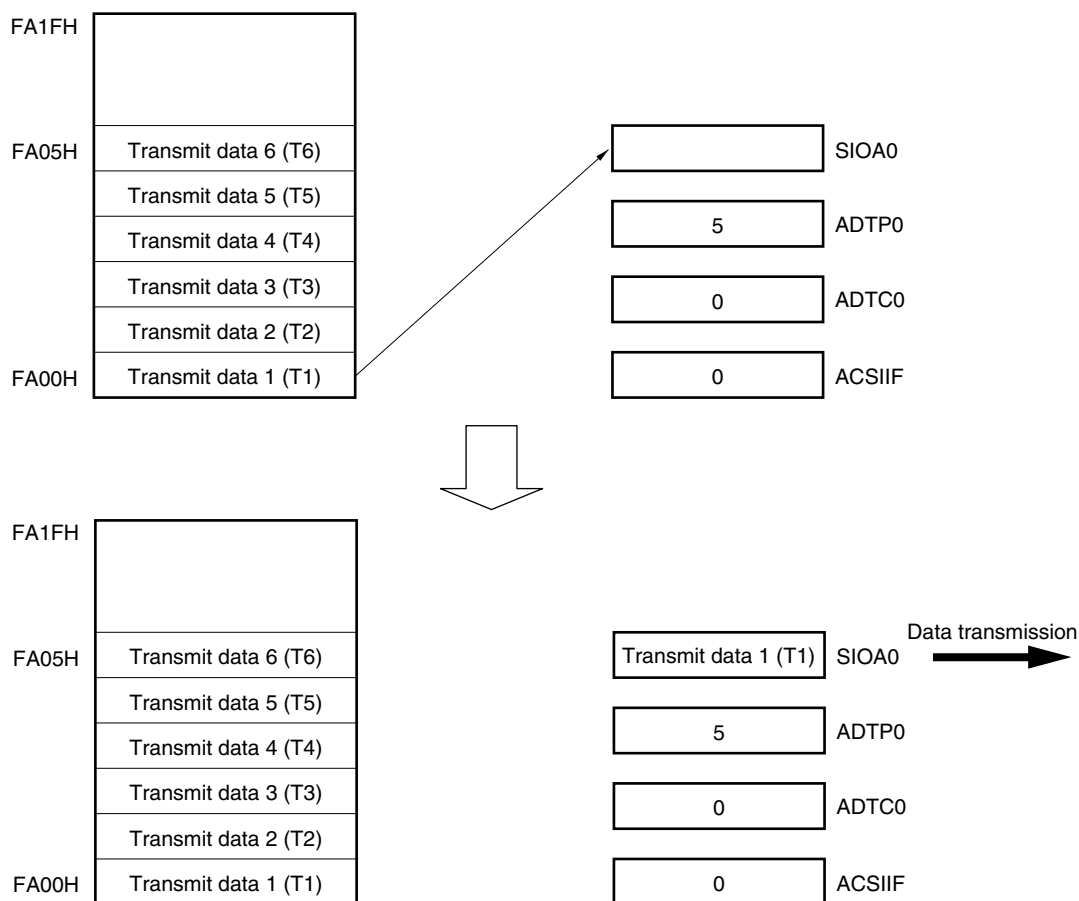 FA1FH
FA05H Transmit data 6 (T6) SIOA0
Transmit data 5 (T5)
5 ADTP0
Transmit data 4 (T4)
Transmit data 3 (T3)
0 ADTC0
Transmit data 2 (T2)
FA00H Transmit data 1 (T1) 0 ACSIIF
FA1FH
Data transmission
FA05H Transmit data 6 (T6) Transmit data 1 (T1) SIOA0
Transmit data 5 (T5)
5 ADTP0
Transmit data 4 (T4)
Transmit data 3 (T3)
0 ADTC0
Transmit data 2 (T2)
FA00H Transmit data 1 (T1) 0 ACSIIF